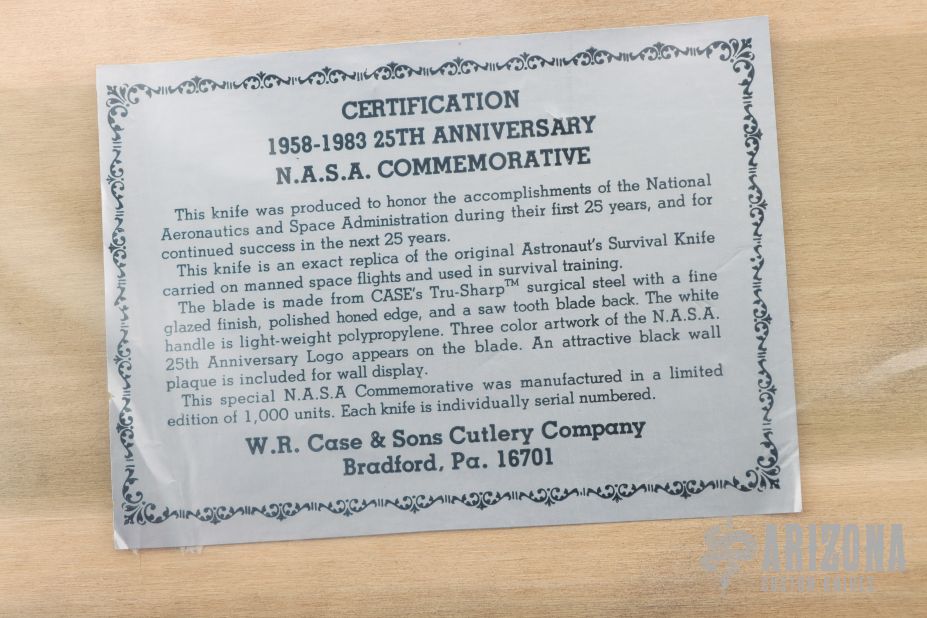 CERTIFICATION
1958-1983 25TH ANNIVERSARY
N.A.S.A. COMMEMORATIVE
This knife was produced to honor the accomplishments of the National
Aeronautics and Space Administration during their first 25 years, and for
continued success in the next 25 years.
This knife is an exact replica of the original Astronaut's Survival Knife
carried on manned space flights and used in survival training.
The blade is made from CASE's Tru-Sharp™ surgical steel with a fine
glazed finish, polished honed edge, and a saw tooth blade back. The white
handle is light-weight polypropylene. Three color artwork of the N.A.S.A.
25th Anniversary Logo appears on the blade. An attractive black wall
plaque is included for wall display.
This special N.A.S.A Commemorative was manufactured in a limited
edition of 1,000 units. Each knife is individually serial numbered.
W.R. Case & Sons Cutlery Company
Bradford, Pa. 16701
ARIZONA
CUSTOM KNIVES